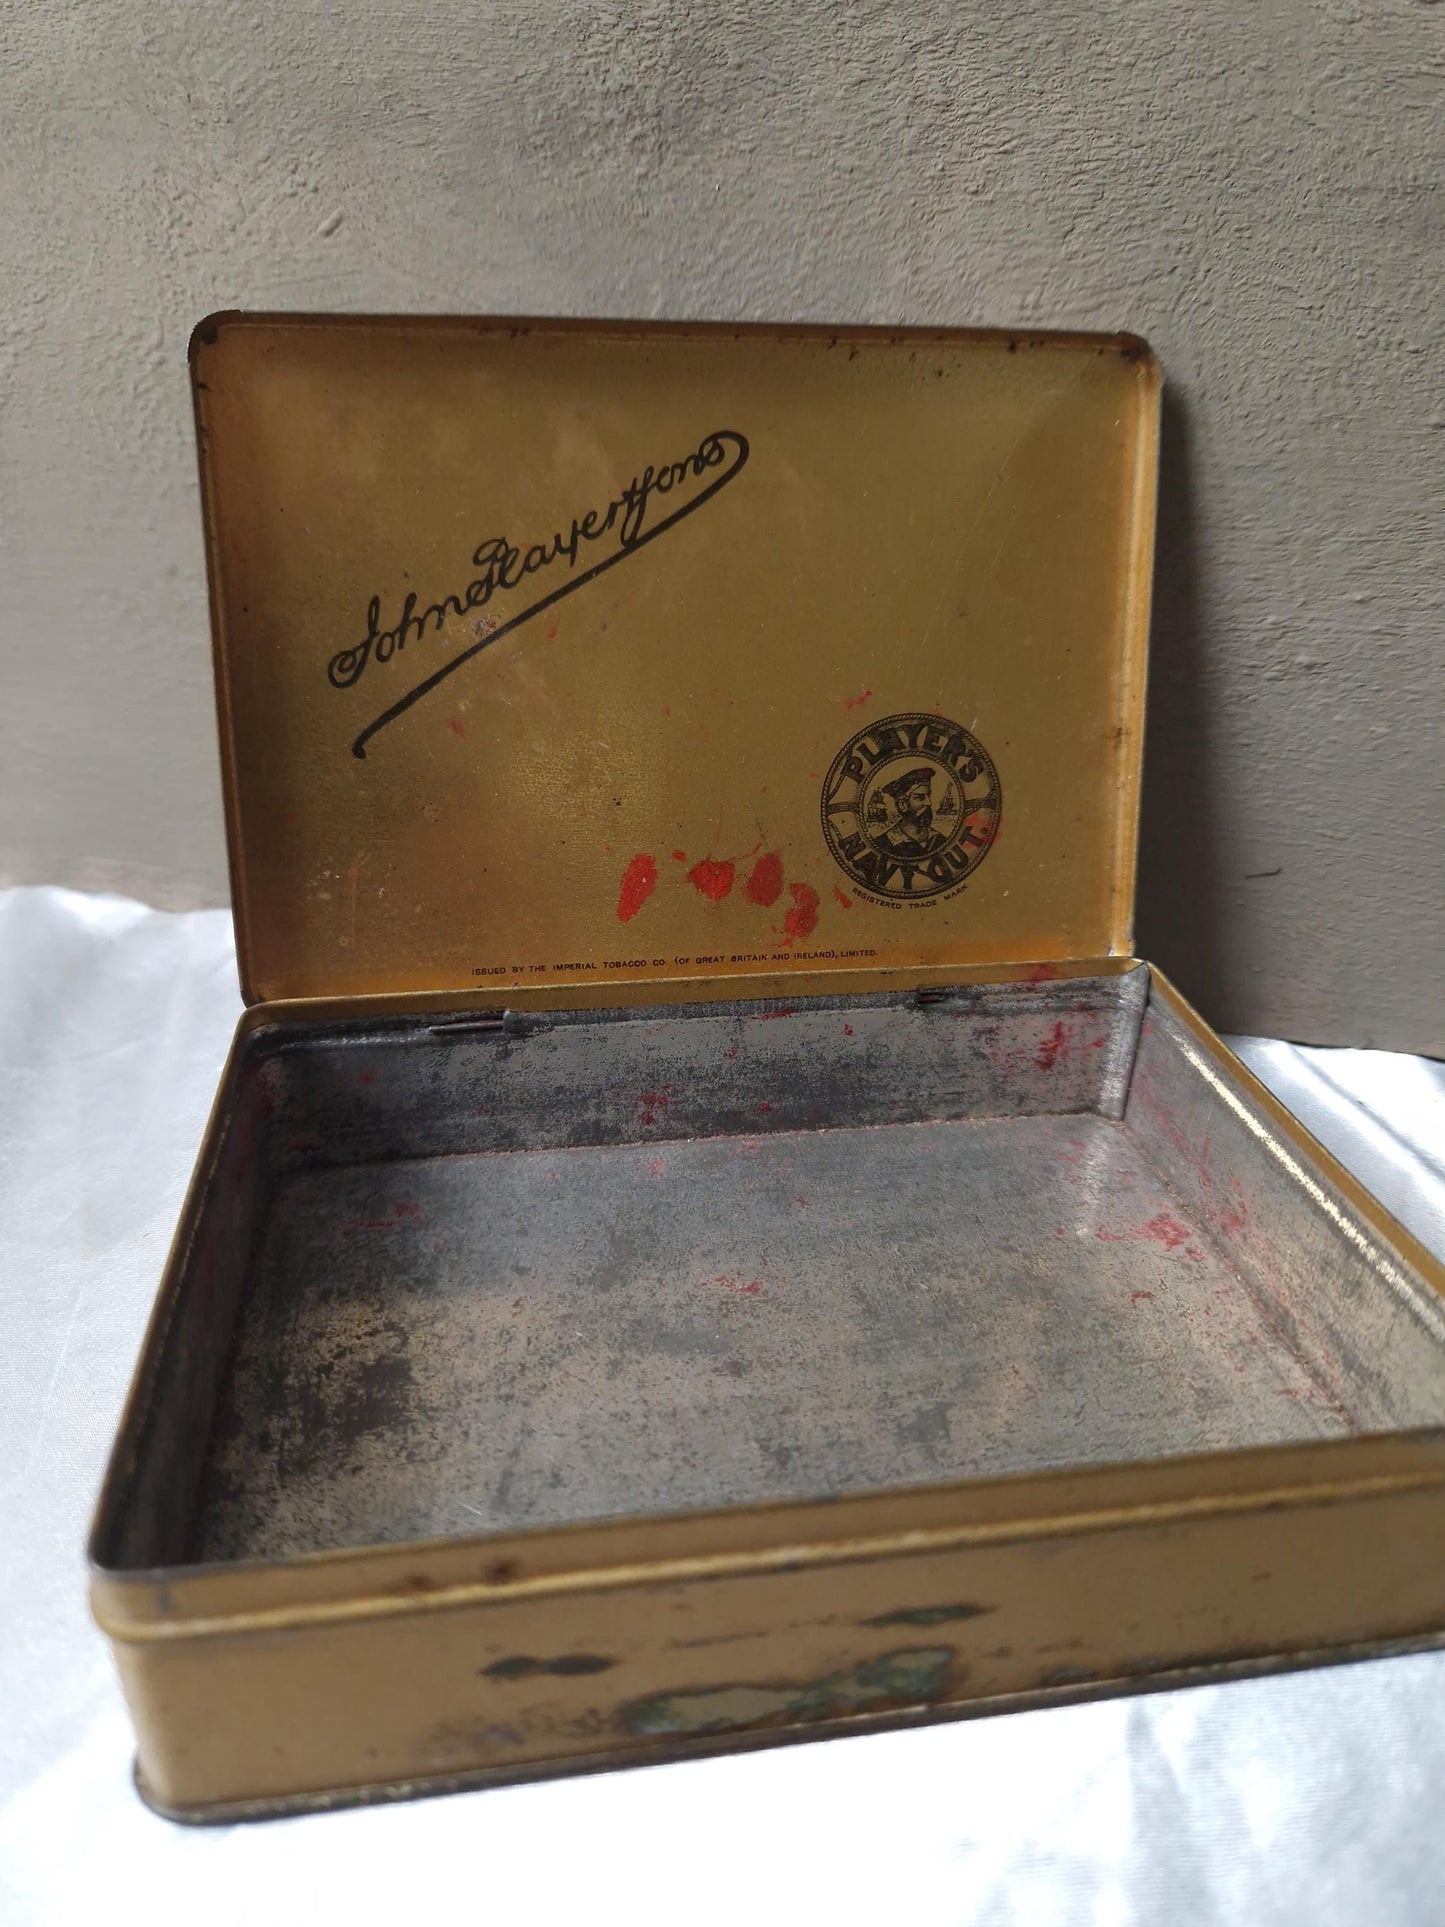 John Player & Sons
PLAYER'S
NAVY CUT.
REGISTERED TRADE MARK
ISSUED BY THE IMPERIAL TOBACCO CO. (OF GREAT BRITAIN AND IRELAND), LIMITED.